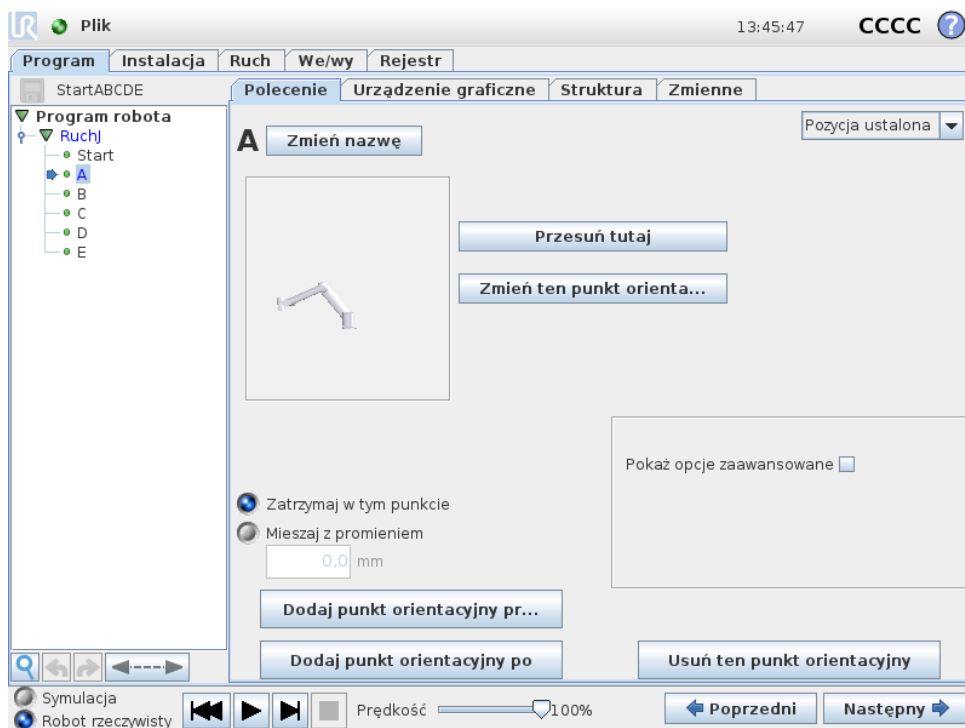 UR Plik 13:45:47 CCCC ?
Program Instalacja Ruch We/wy Rejestr
StartABCDE
Polecenie Urządzenie graficzne Struktura Zmienne
Program robota
RuchJ
Start
A
B
C
D
E
A Zmień nazwę
Pozycja ustalona
Przesuń tutaj
Zmień ten punkt orienta...
Pokaż opcje zaawansowane
Zatrzymaj w tym punkcie
Mieszaj z promieniem
0,0 mm
Dodaj punkt orientacyjny pr...
Dodaj punkt orientacyjny po
Usuń ten punkt orientacyjny
Symulacja
Robot rzeczywisty
Prędkość 100%
Poprzedni
Następny